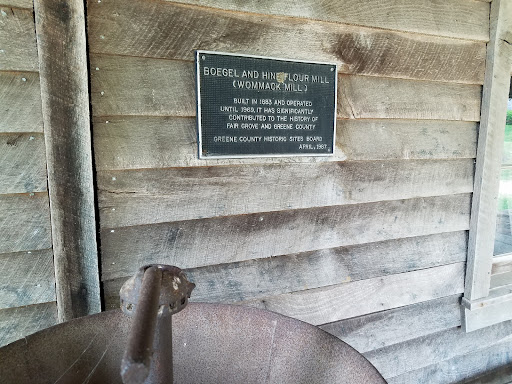 BOEGEL AND HINE FLOUR MILL
(WOMMACK MILL)
BUILT IN 1883 AND OPERATED
UNTIL 1969, IT HAS SIGNIFICANTLY
CONTRIBUTED TO THE HISTORY OF
FAIR GROVE AND GREENE COUNTY
GREENE COUNTY HISTORIC SITES BOARD
APRIL, 1987